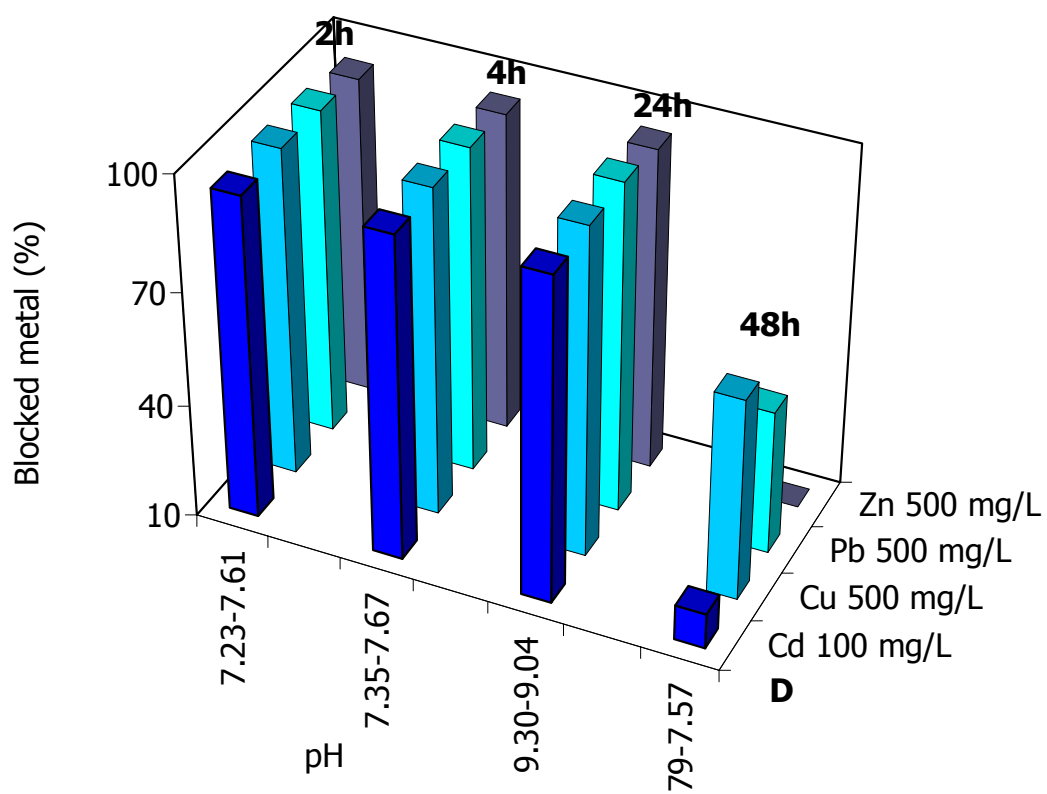 2h
4h
24h
48h
100
70
40
10
Blocked metal (%)
7.23-7.61
7.35-7.67
9.30-9.04
79-7.57
pH
Zn 500 mg/L
Pb 500 mg/L
Cu 500 mg/L
Cd 100 mg/L
D